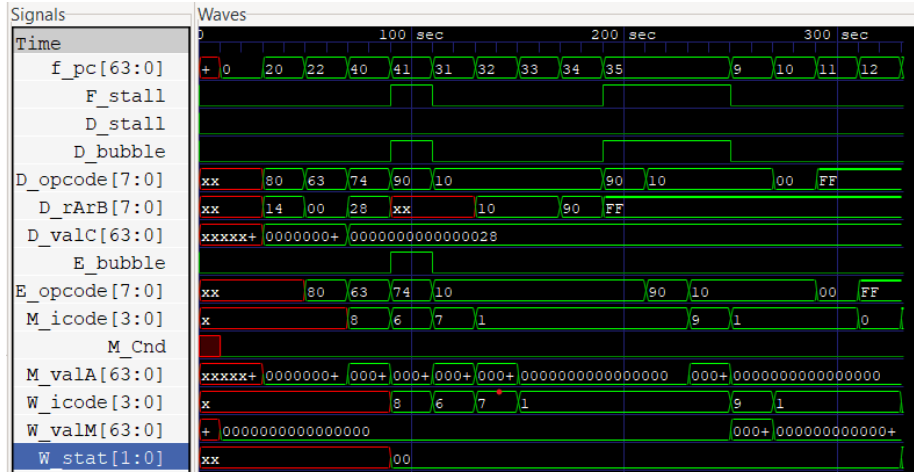 Signals Waves
Time 0 100 sec 200 sec 300 sec
f_pc[63:0] + 0 20 22 40 41 31 32 33 34 35 9 10 11 12
F_stall
D_stall
D_bubble
D_opcode[7:0] xx 80 63 74 90 10 90 10 00 FF
D_rArB[7:0] xx 14 00 28 xx 10 90 FF
D_valC[63:0] xxxxx+ 0000000+ 0000000000000028
E_bubble
E_opcode[7:0] xx 80 63 74 10 90 10 00 FF
M_icode[3:0] x 8 6 7 1 9 1 0
M_Cnd
M_valA[63:0] xxxxx+ 0000000+ 000+ 000+ 000+ 000+ 0000000000000000 000+ 0000000000000000
W_icode[3:0] x 8 6 7 1 9 1
W_valM[63:0] + 0000000000000000 000+ 000000000000+
W_stat[1:0] xx 00